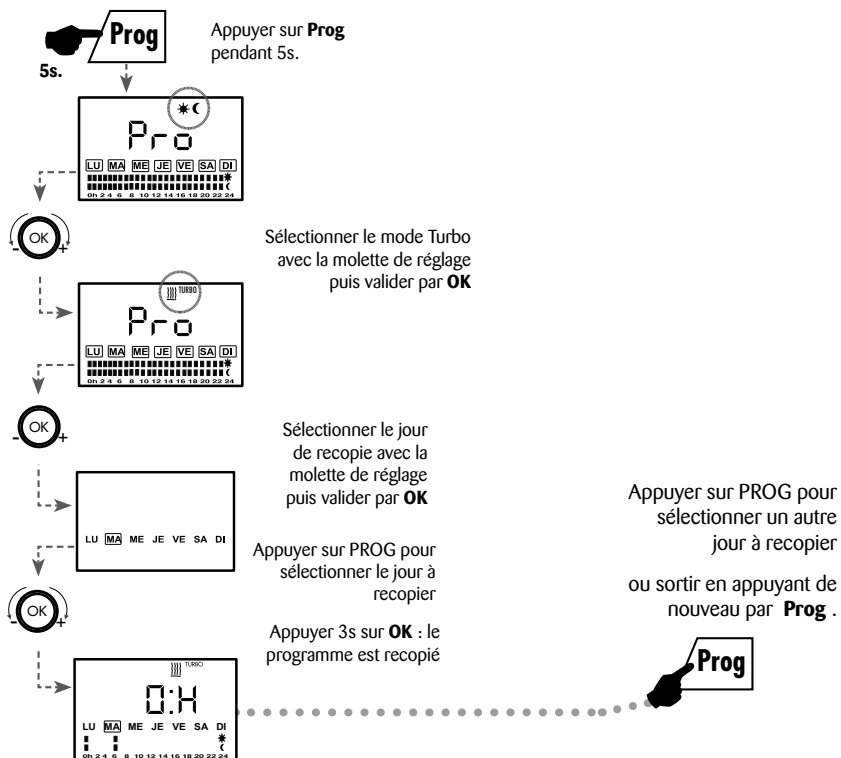 Prog
Appuyer sur Prog
pendant 5s.
5s.
Pro
LU MA ME JE VE SA DI
0h 2 4 6 8 10 12 14 16 18 20 22 24
OK
- +
Sélectionner le mode Turbo
avec la molette de réglage
puis valider par OK
TURBO
Pro
LU MA ME JE VE SA DI
0h 2 4 6 8 10 12 14 16 18 20 22 24
OK
- +
Sélectionner le jour
de recopie avec la
molette de réglage
puis valider par OK
LU MA ME JE VE SA DI
Appuyer sur PROG pour
sélectionner le jour à
recopier
OK
- +
Appuyer 3s sur OK : le
programme est recopié
TURBO
0:H
LU MA ME JE VE SA DI
0h 2 4 6 8 10 12 14 16 18 20 22 24
Appuyer sur PROG pour
sélectionner un autre
jour à recopier
ou sortir en appuyant de
nouveau par Prog .
Prog